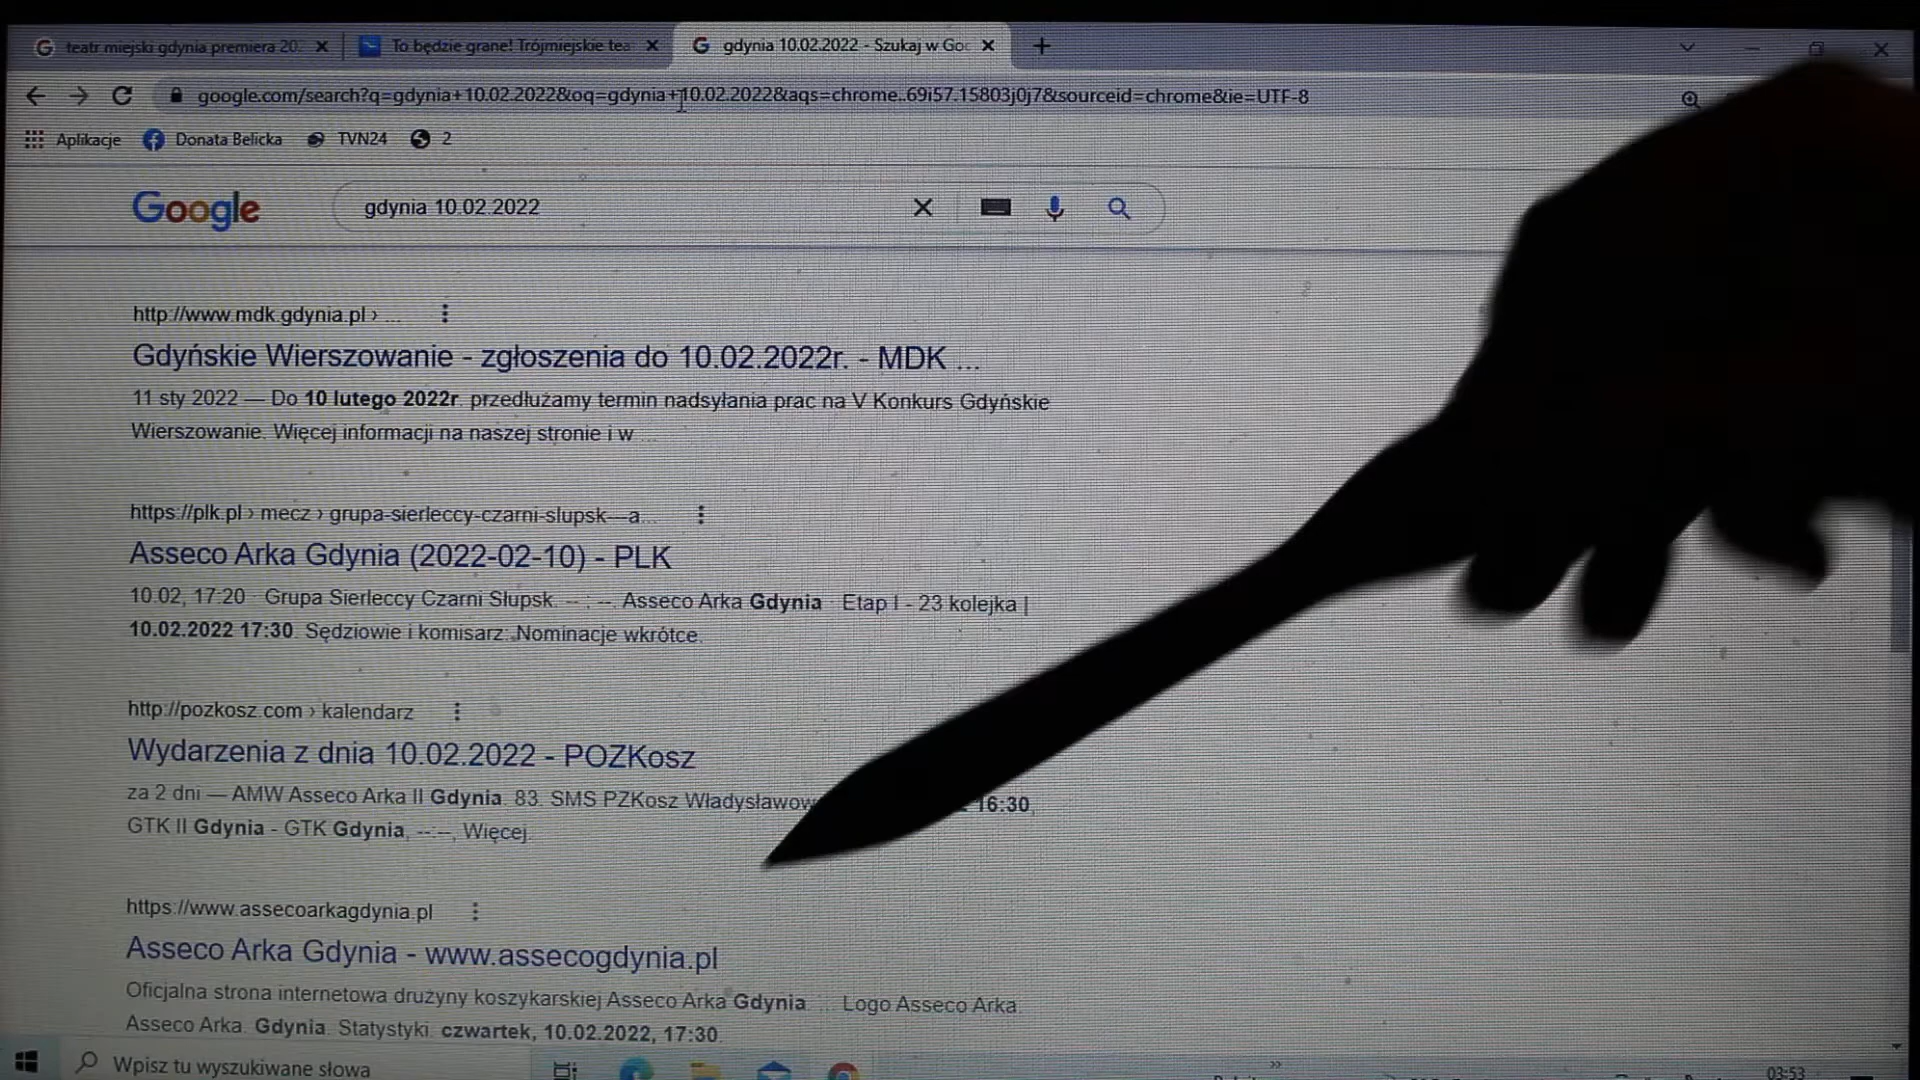 teatr miejski gdynia premiera 20
To będzie grane! Trójmiejskie tea
gdynia 10.02.2022 - Szukaj w Goo
google.com/search?q=gdynia+10.02.2022&oq=gdynia+10.02.2022&aqs=chrome..69i57.15803j0j7&sourceid=chrome&ie=UTF-8
Aplikacje Donata Belicka TVN24 2
Google gdynia 10.02.2022
http://www.mdk.gdynia.pl › ...
Gdyńskie Wierszowanie - zgłoszenia do 10.02.2022r. - MDK ...
11 sty 2022 — Do 10 lutego 2022r. przedłużamy termin nadsyłania prac na V Konkurs Gdyńskie
Wierszowanie. Więcej informacji na naszej stronie i w ...
https://plk.pl › mecz › grupa-sierleccy-czarni-slupsk---a...
Asseco Arka Gdynia (2022-02-10) - PLK
10.02, 17:20 · Grupa Sierleccy Czarni Słupsk. -- : --. Asseco Arka Gdynia · Etap I - 23 kolejka |
10.02.2022 17:30. Sędziowie i komisarz: Nominacje wkrótce.
http://pozkosz.com › kalendarz
Wydarzenia z dnia 10.02.2022 - POZKosz
za 2 dni — AMW Asseco Arka II Gdynia. 83. SMS PZKosz Władysławow 16:30,
GTK II Gdynia - GTK Gdynia, --:--, Więcej.
https://www.assecoarkagdynia.pl
Asseco Arka Gdynia - www.assecogdynia.pl
Oficjalna strona internetowa drużyny koszykarskiej Asseco Arka Gdynia. ... Logo Asseco Arka.
Asseco Arka. Gdynia. Statystyki. czwartek, 10.02.2022, 17:30.
Wpisz tu wyszukiwane słowa
03:53